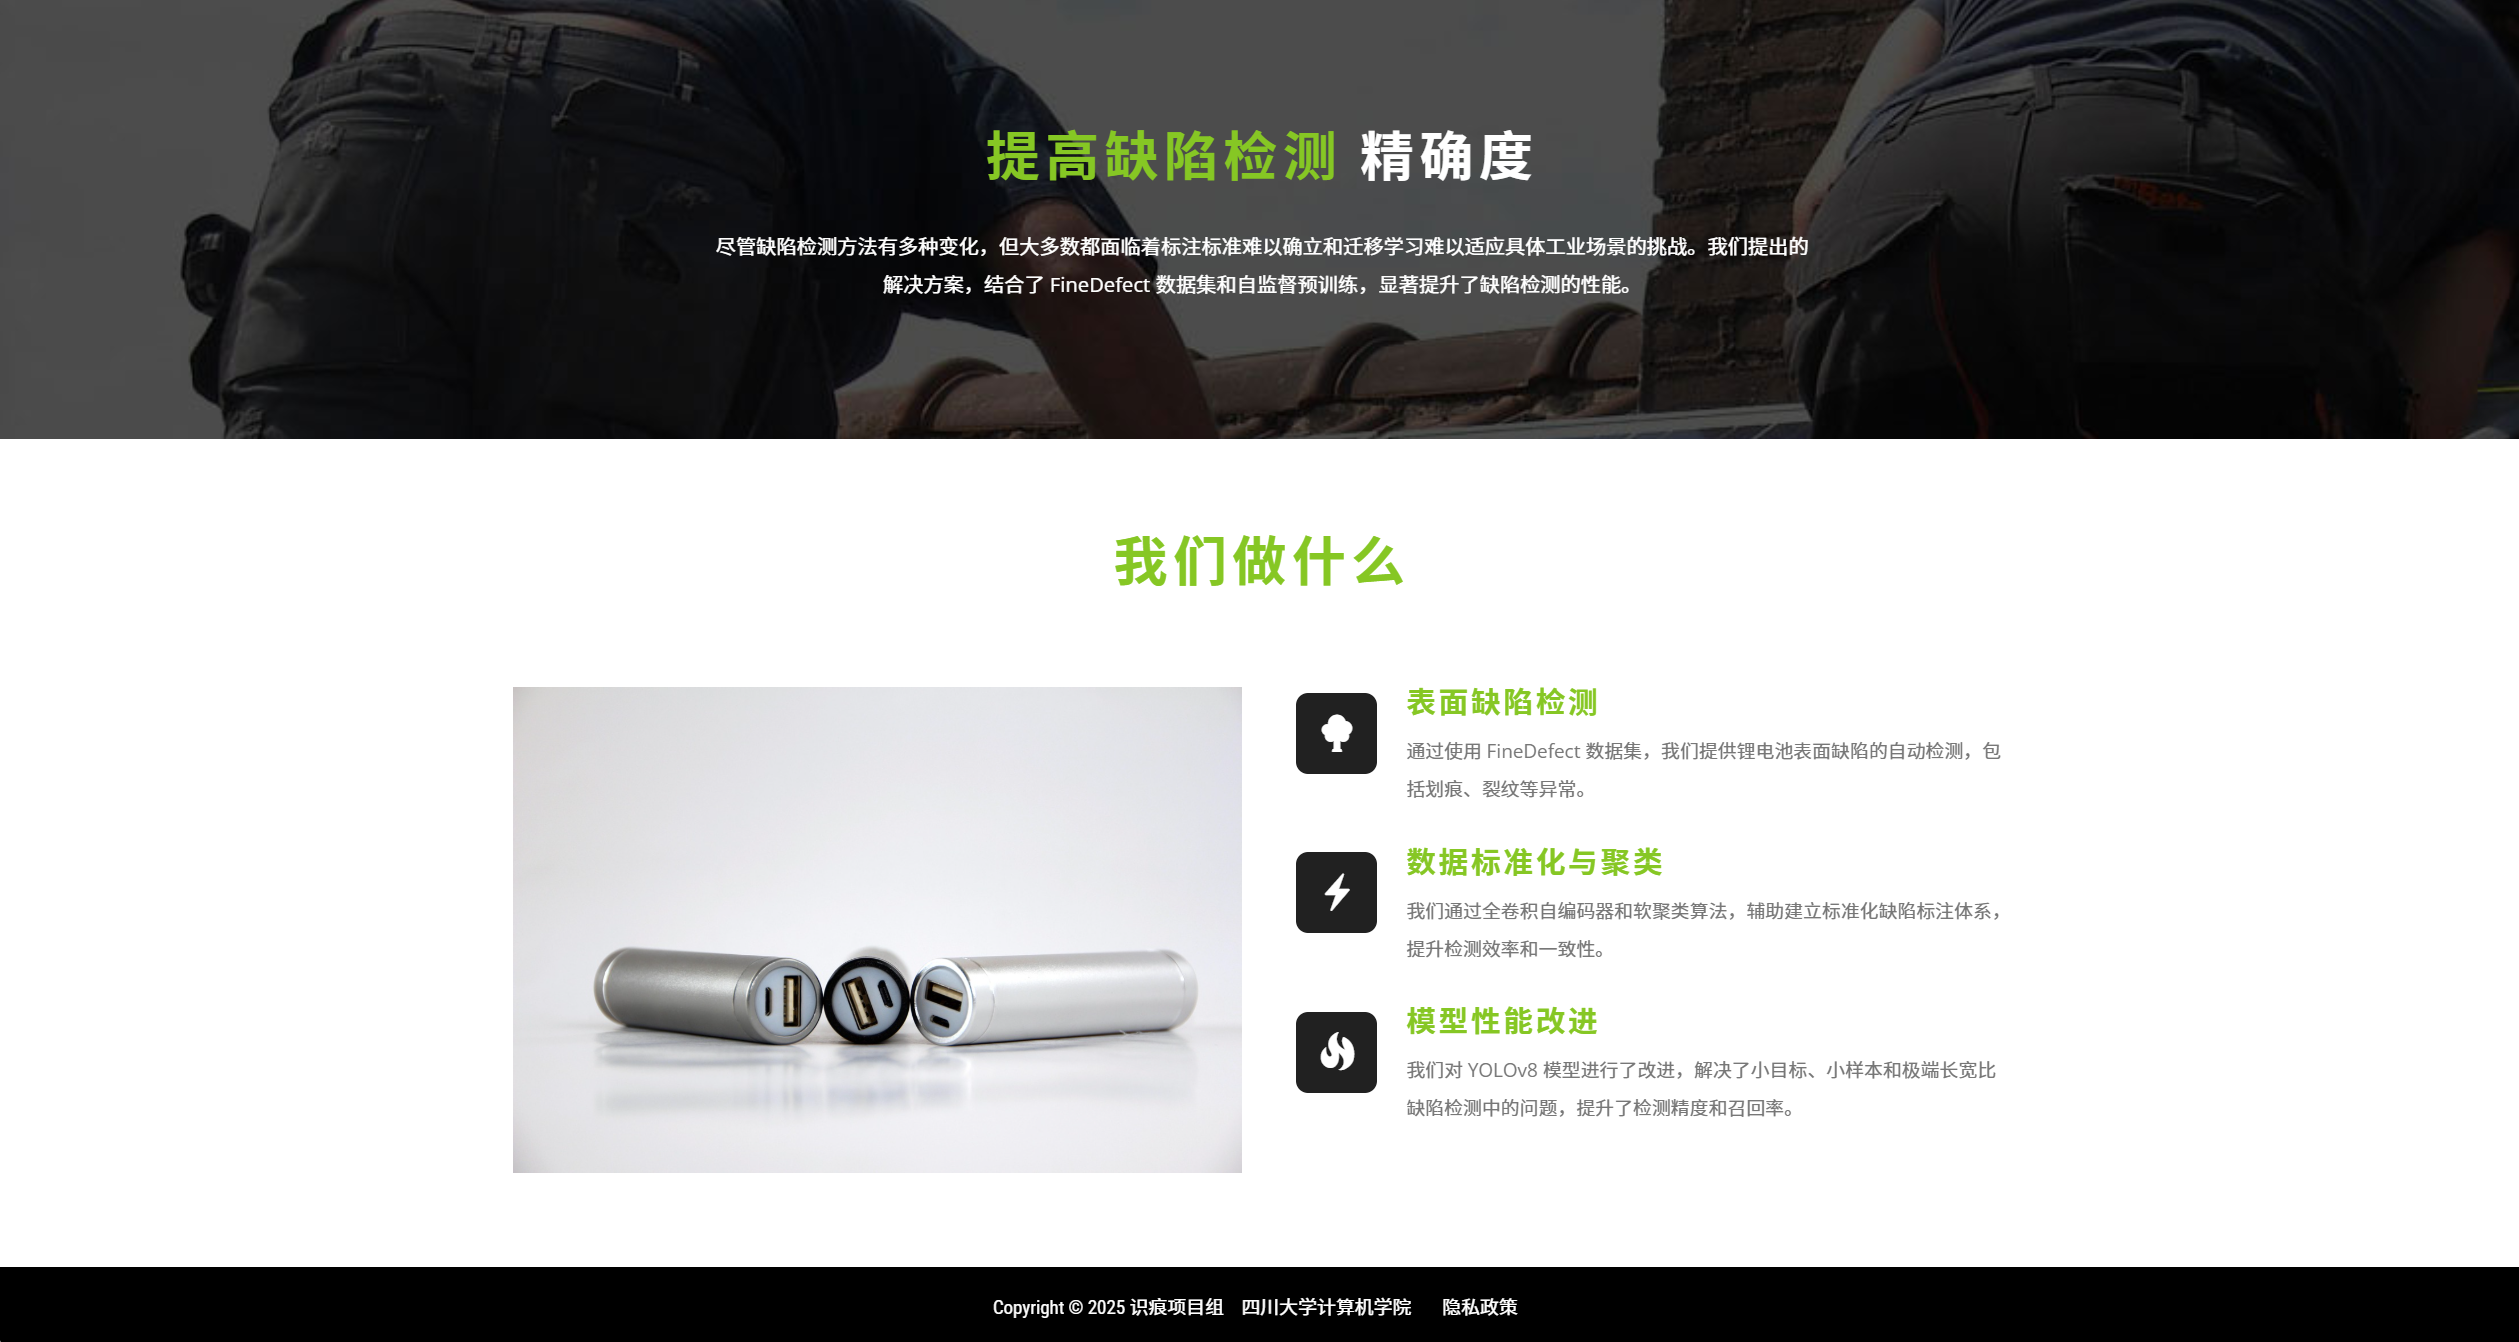 提高缺陷检测 精确度
尽管缺陷检测方法有多种变化，但大多数都面临着标注标准难以确立和迁移学习难以适应具体工业场景的挑战。我们提出的
解决方案，结合了 FineDefect 数据集和自监督预训练，显著提升了缺陷检测的性能。
我们做什么
表面缺陷检测
通过使用 FineDefect 数据集，我们提供锂电池表面缺陷的自动检测，包
括划痕、裂纹等异常。
数据标准化与聚类
我们通过全卷积自编码器和软聚类算法，辅助建立标准化缺陷标注体系，
提升检测效率和一致性。
模型性能改进
我们对 YOLOv8 模型进行了改进，解决了小目标、小样本和极端长宽比
缺陷检测中的问题，提升了检测精度和召回率。
Copyright © 2025 识痕项目组 四川大学计算机学院 隐私政策